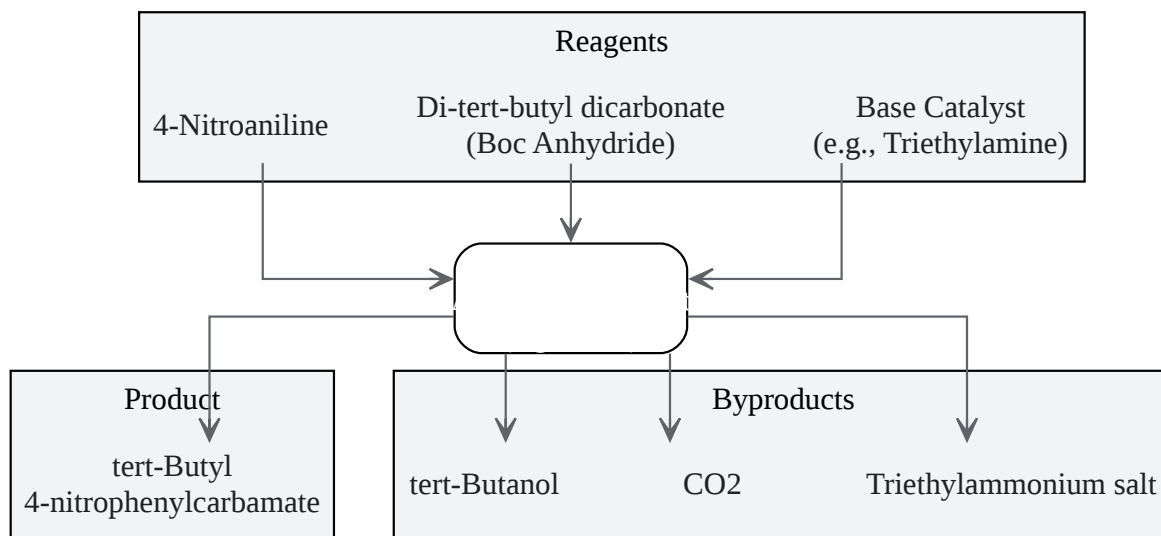 Reagents
4-Nitroaniline
Di-tert-butyl dicarbonate
(Boc Anhydride)
Base Catalyst
(e.g., Triethylamine)
Product
tert-Butyl
4-nitrophenylcarbamate
Byproducts
tert-Butanol
CO2
Triethylammonium salt